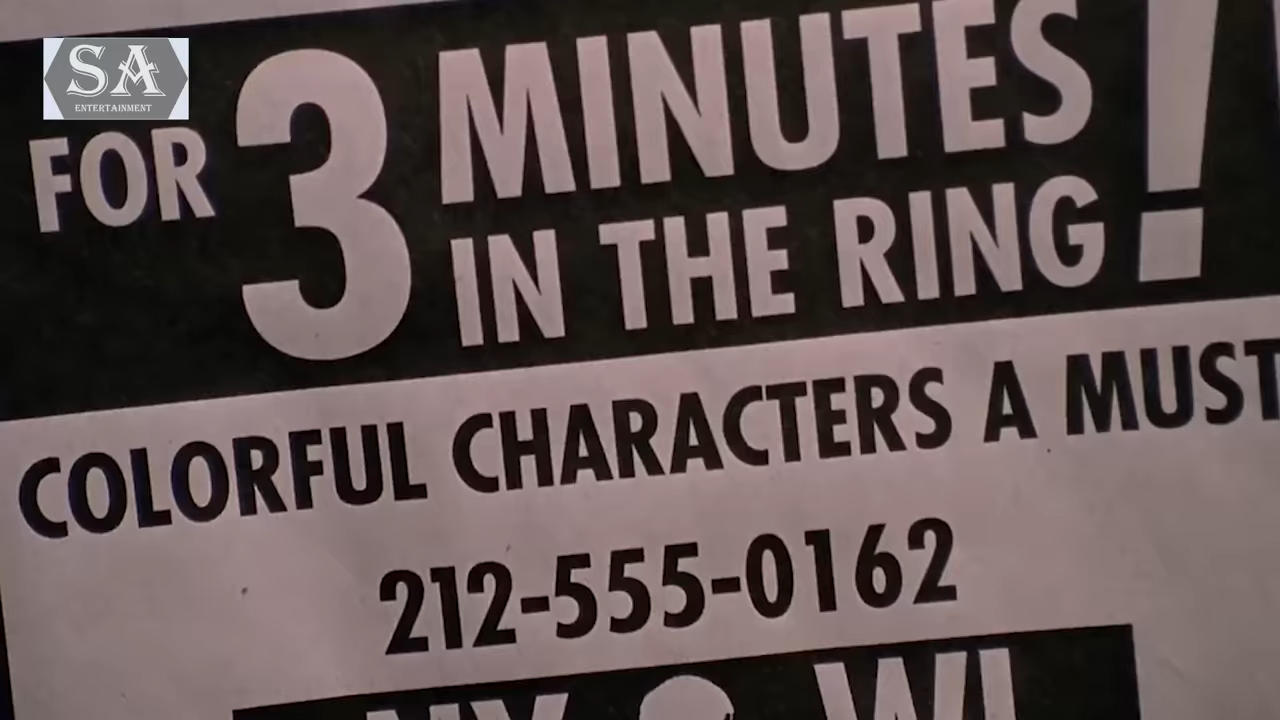 SA
ENTERTAINMENT
FOR 3 MINUTES
IN THE RING!
COLORFUL CHARACTERS A MUST
212-555-0162